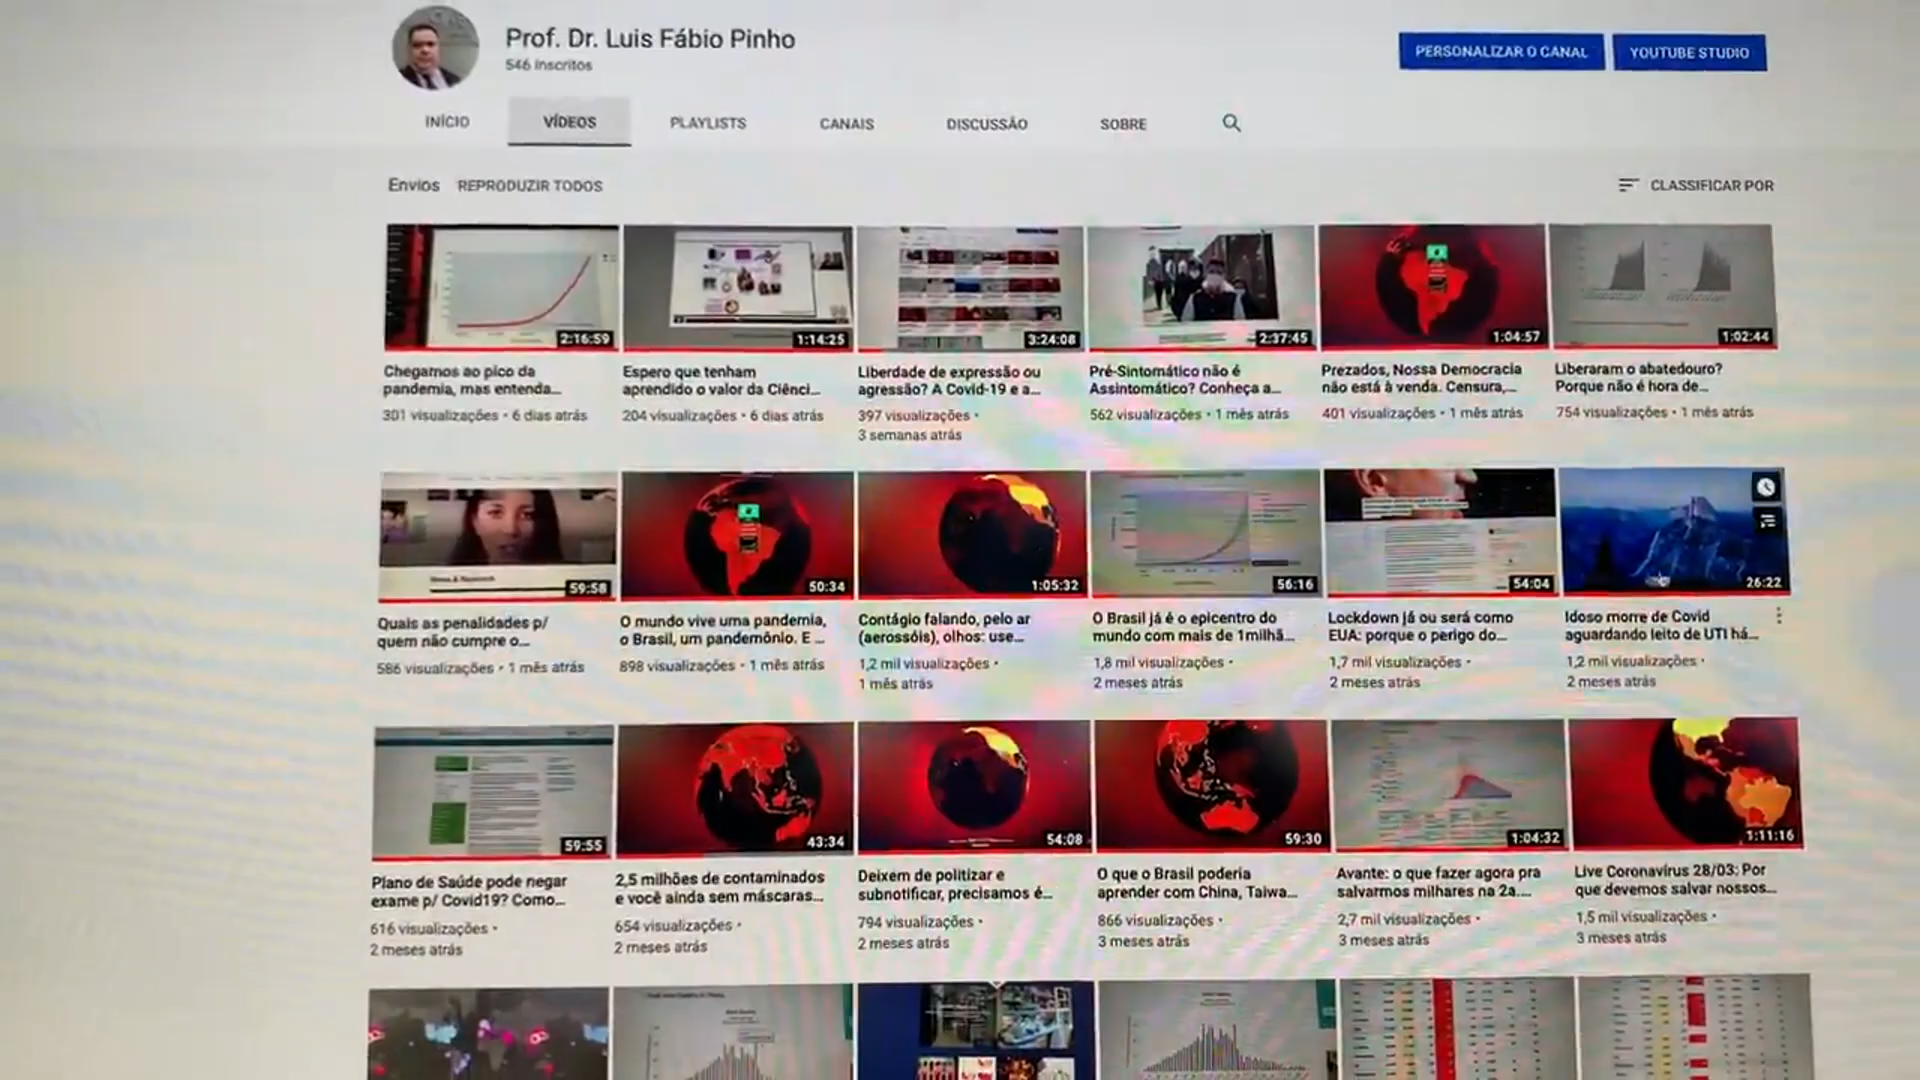 Prof. Dr. Luis Fábio Pinho
546 inscritos
PERSONALIZAR O CANAL
YOUTUBE STUDIO
INÍCIO
VÍDEOS
PLAYLISTS
CANAIS
DISCUSSÃO
SOBRE
Envios
REPRODUZIR TODOS
CLASSIFICAR POR
2:16:59
Chegamos ao pico da
pandemia, mas entenda...
301 visualizações • 6 dias atrás
1:14:25
Espero que tenham
aprendido o valor da Ciênci...
204 visualizações • 6 dias atrás
3:24:08
Liberdade de expressão ou
agressão? A Covid-19 e a...
397 visualizações •
3 semanas atrás
2:37:45
Pré-Sintomático não é
Assintomático? Conheça a...
562 visualizações • 1 mês atrás
1:04:57
Prezados, Nossa Democracia
não está à venda. Censura,...
401 visualizações • 1 mês atrás
1:02:44
Liberaram o abatedouro?
Porque não é hora de...
754 visualizações • 1 mês atrás
59:58
Quais as penalidades p/
quem não cumpre o...
586 visualizações • 1 mês atrás
50:34
O mundo vive uma pandemia,
o Brasil, um pandemônio. E ...
898 visualizações • 1 mês atrás
1:05:32
Contágio falando, pelo ar
(aerossóis), olhos: use...
1,2 mil visualizações •
1 mês atrás
56:16
O Brasil já é o epicentro do
mundo com mais de 1milhã...
1,8 mil visualizações •
2 meses atrás
54:04
Lockdown já ou será como
EUA: porque o perigo do...
1,7 mil visualizações •
2 meses atrás
26:22
Idoso morre de Covid
aguardando leito de UTI há...
1,2 mil visualizações •
2 meses atrás
59:55
Plano de Saúde pode negar
exame p/ Covid19? Como...
616 visualizações •
2 meses atrás
43:34
2,5 milhões de contaminados
e você ainda sem máscaras...
654 visualizações •
2 meses atrás
54:08
Deixem de politizar e
subnotificar, precisamos é...
794 visualizações •
2 meses atrás
59:30
O que o Brasil poderia
aprender com China, Taiwa...
866 visualizações •
3 meses atrás
1:04:32
Avante: o que fazer agora pra
salvarmos milhares na 2a....
2,7 mil visualizações •
3 meses atrás
1:11:16
Live Coronavírus 28/03: Por
que devemos salvar nossos...
1,5 mil visualizações •
3 meses atrás